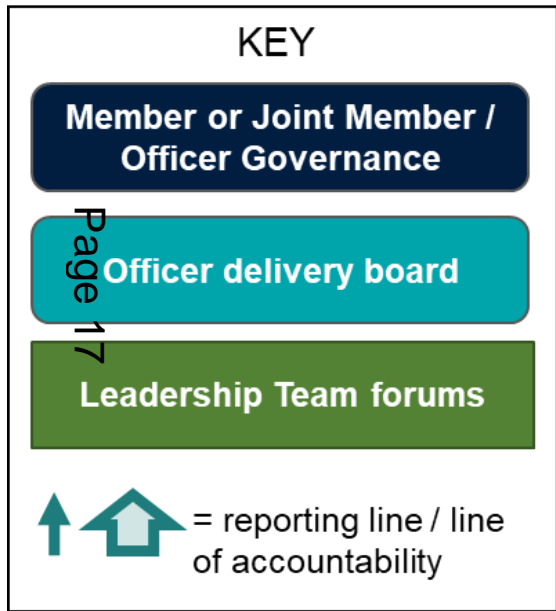 KEY
Member or Joint Member /
Officer Governance
Page 17
Officer delivery board
Leadership Team forums
= reporting line / line
of accountability